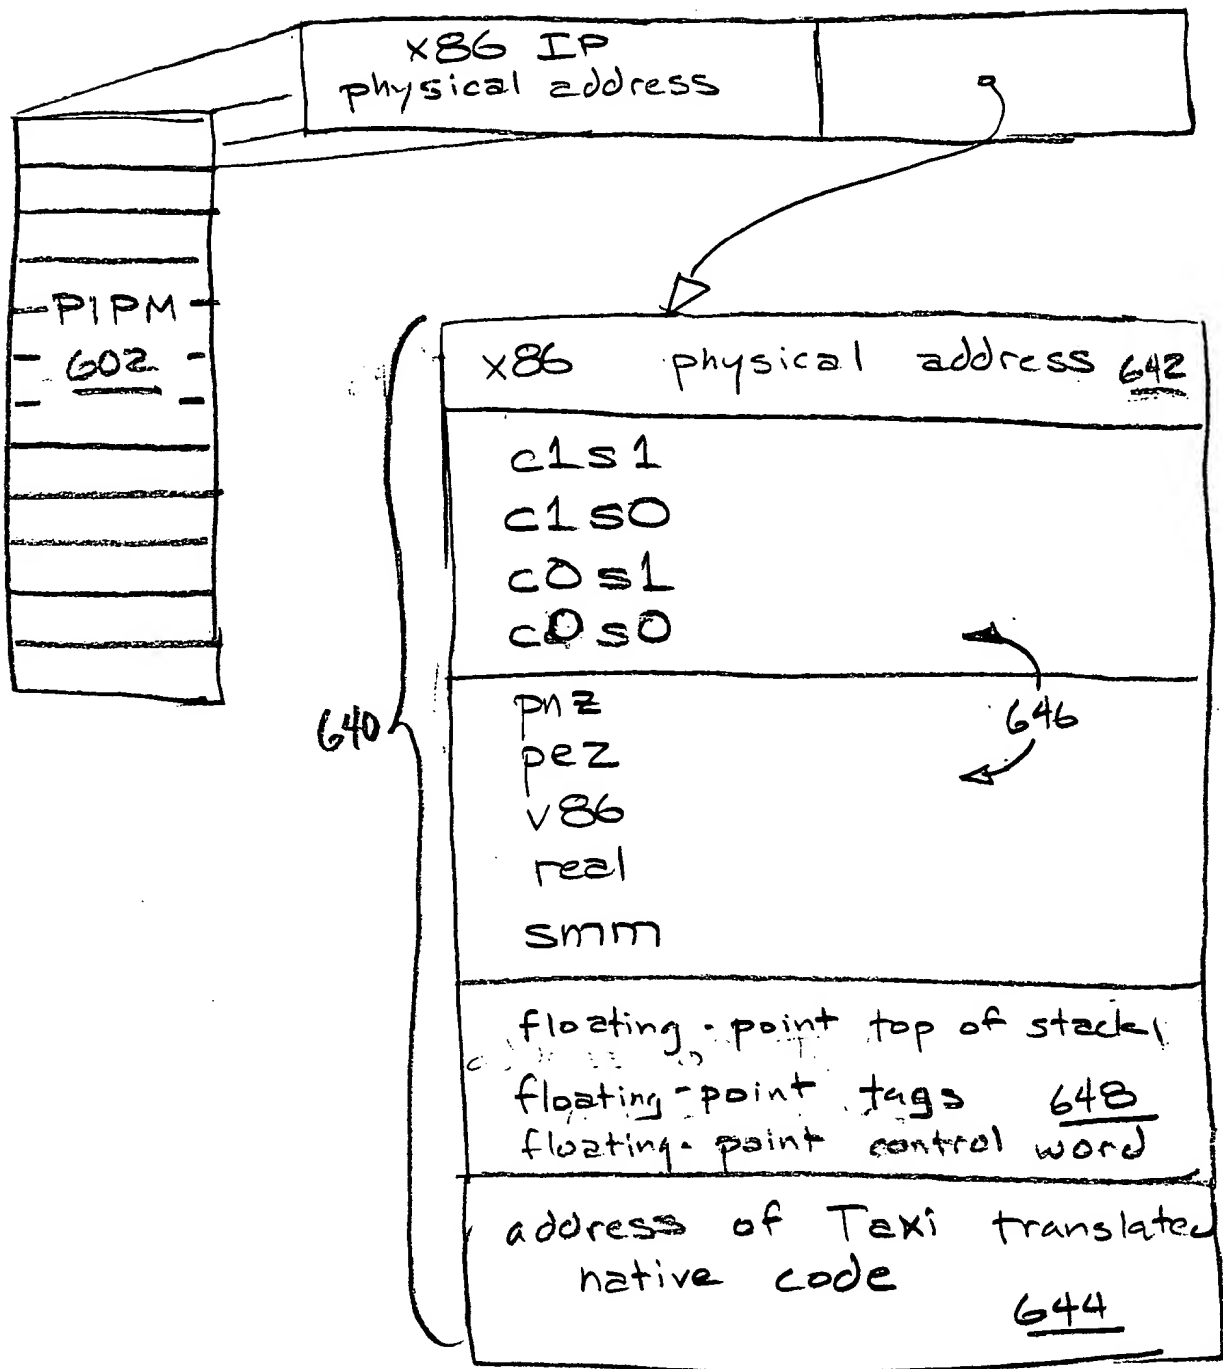 x86 IP
physical address
PIPM
602
x86 physical address 642
c1s1
c1s0
c0s1
c0s0
646
640
pnz
pez
v86
real
smm
floating-point top of stack,
floating-point tags 648
floating-point control word
address of Taxi translated
native code
644